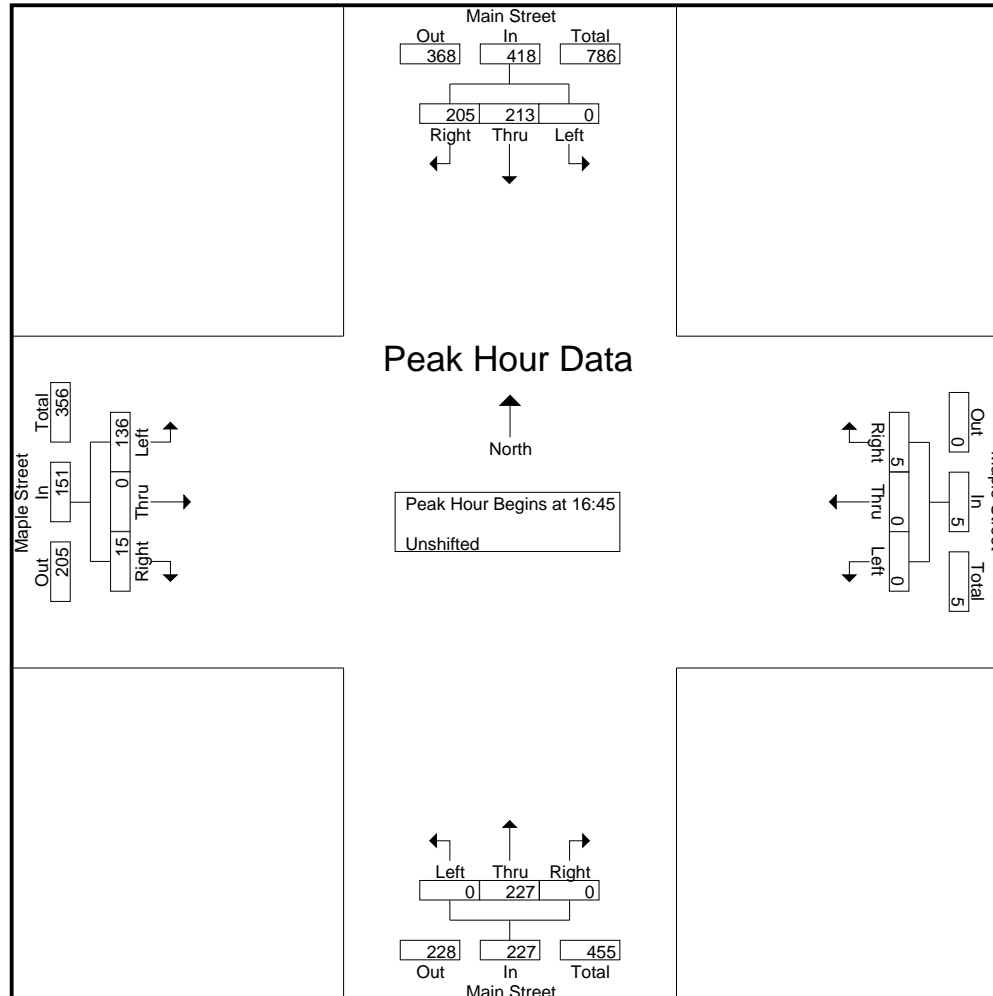 Main Street
Out In Total
368 418 786
205 213 0
Right Thru Left
Peak Hour Data
North
Peak Hour Begins at 16:45
Unshifted
Maple Street
Out In Total
205 151 356
Right Thru Left
15 0 136
Out In Total
0 5 5
Right Thru Left
5 0 0
Left Thru Right
0 227 0
228 227 455
Out In Total
Main Street